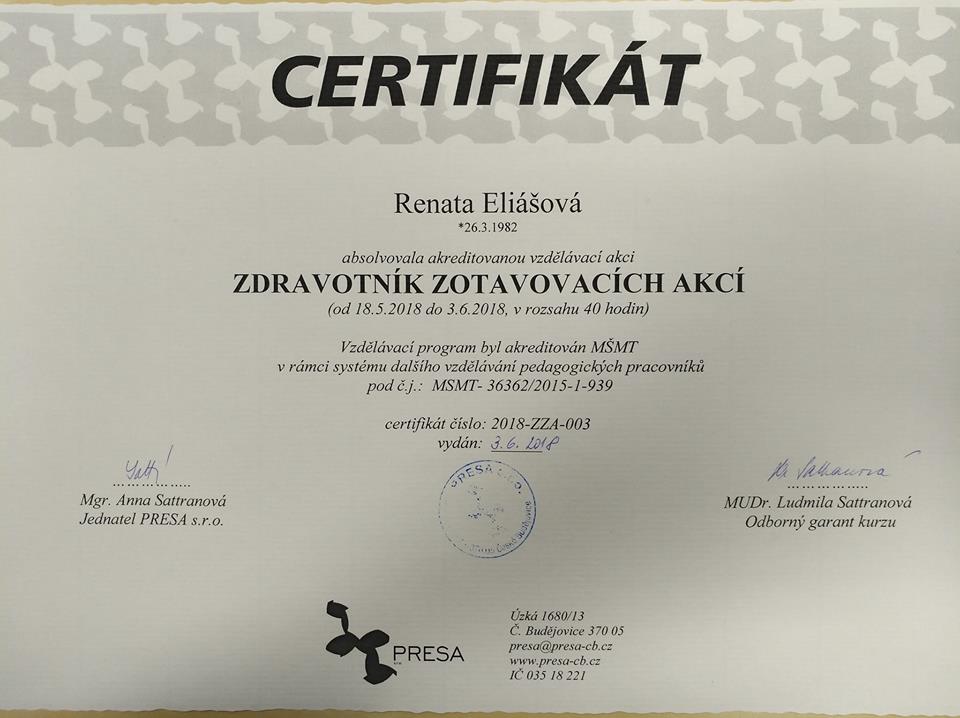 CERTIFIKÁT
Renata Eliášová
*26.3.1982
absolvovala akreditovanou vzdělávací akci
ZDRAVOTNÍK ZOTAVOVACÍCH AKCÍ
(od 18.5.2018 do 3.6.2018, v rozsahu 40 hodin)
Vzdělávací program byl akreditován MŠMT
v rámci systému dalšího vzdělávání pedagogických pracovníků
pod č.j.: MSMT- 36362/2015-1-939
certifikát číslo: 2018-ZZA-003
vydán: 3.6. 2018
Mgr. Anna Sattranová
Jednatel PRESA s.r.o.
PRESA s.r.o.
České Budějovice
MUDr. Ludmila Sattranová
Odborný garant kurzu
PRESA
Úzká 1680/13
Č. Budějovice 370 05
presa@presa-cb.cz
www.presa-cb.cz
IČ 035 18 221